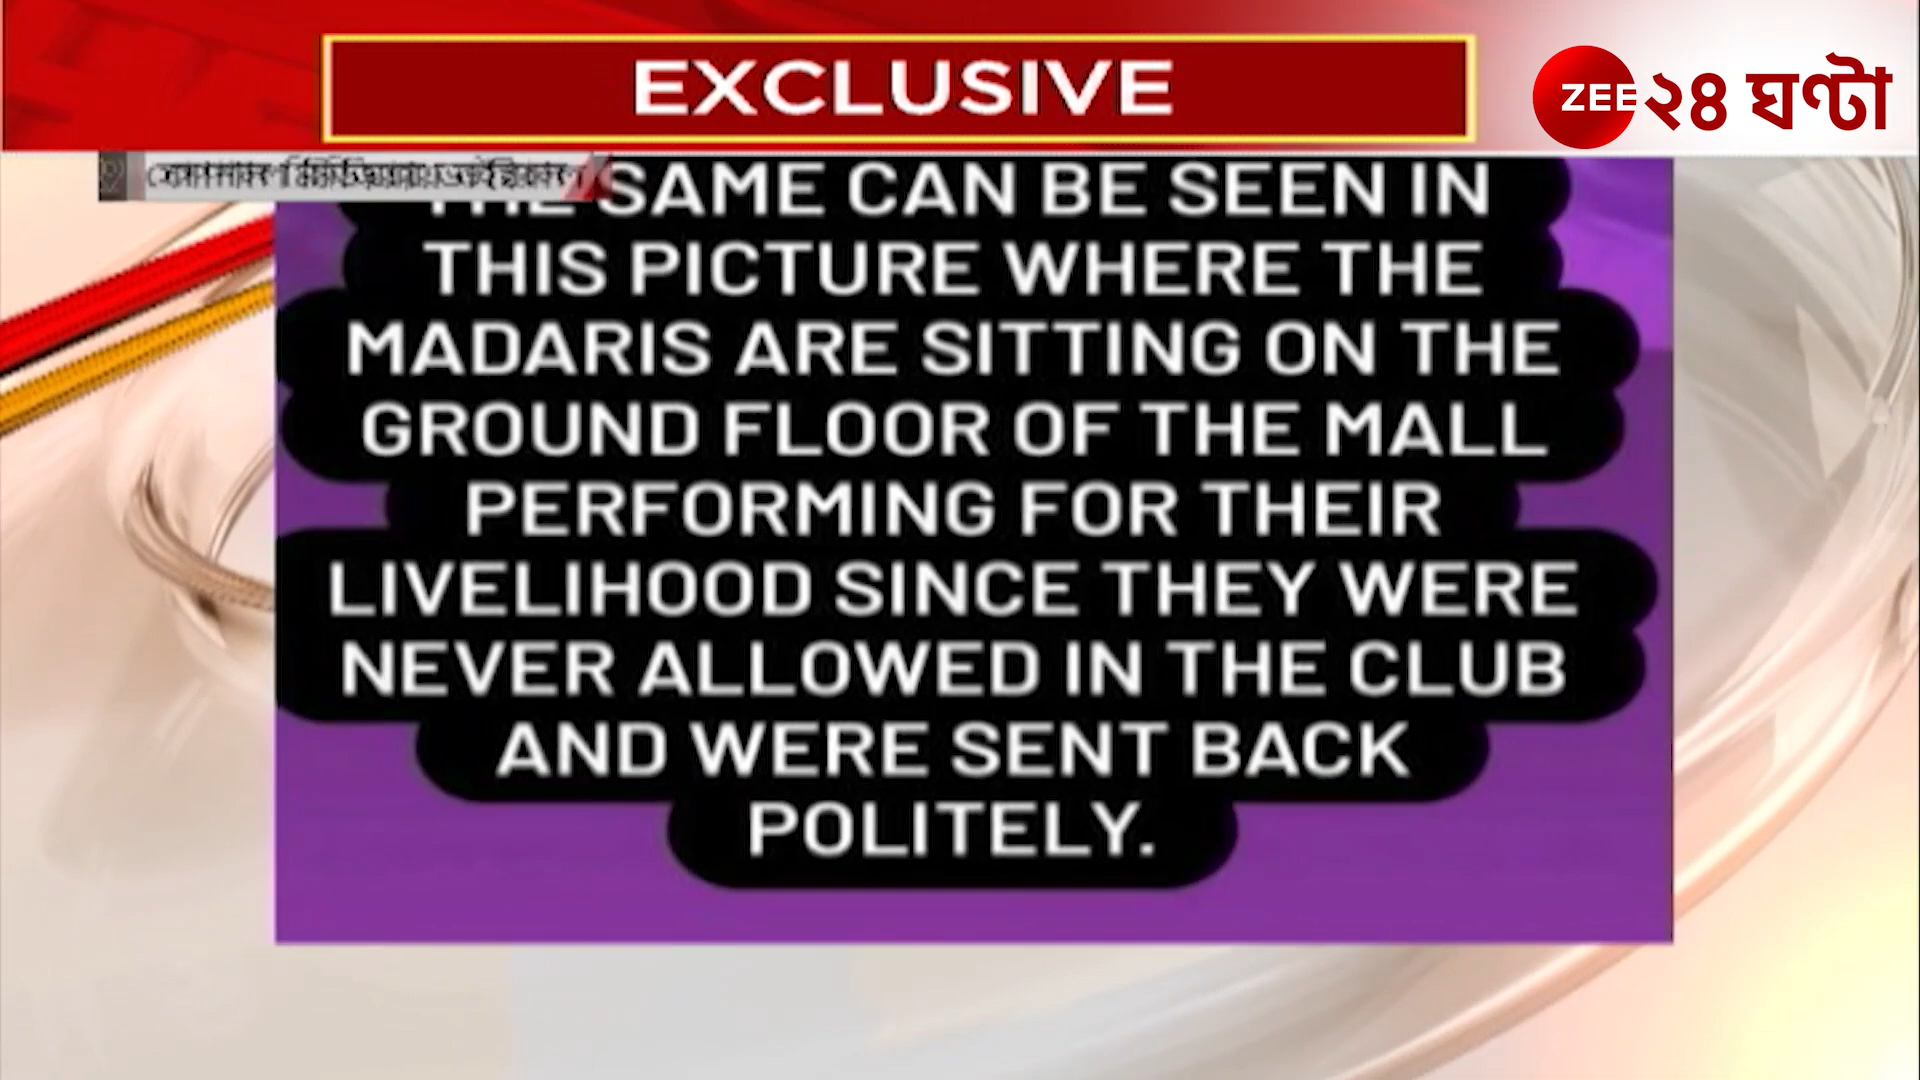 EXCLUSIVE
ZEE ২৪ ঘণ্টা
THE SAME CAN BE SEEN IN
THIS PICTURE WHERE THE
MADARIS ARE SITTING ON THE
GROUND FLOOR OF THE MALL
PERFORMING FOR THEIR
LIVELIHOOD SINCE THEY WERE
NEVER ALLOWED IN THE CLUB
AND WERE SENT BACK
POLITELY.